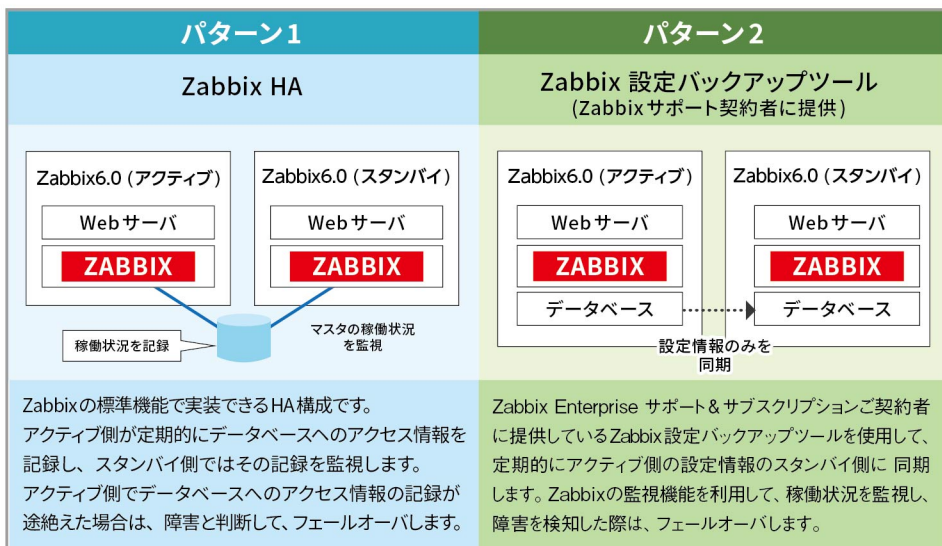 パターン1
Zabbix HA
Zabbix6.0 (アクティブ)
Webサーバ
ZABBIX
Zabbix6.0 (スタンバイ)
Webサーバ
ZABBIX
稼働状況を記録
マスタの稼働状況
を監視
Zabbixの標準機能で実装できるHA構成です。
アクティブ側が定期的にデータベースへのアクセス情報を
記録し、スタンバイ側ではその記録を監視します。
アクティブ側でデータベースへのアクセス情報の記録が
途絶えた場合は、障害と判断して、フェールオーバします。
パターン2
Zabbix 設定バックアップツール
(Zabbixサポート契約者に提供)
Zabbix6.0 (アクティブ)
Webサーバ
ZABBIX
データベース
Zabbix6.0 (スタンバイ)
Webサーバ
ZABBIX
データベース
設定情報のみを
同期
Zabbix Enterprise サポート&サブスクリプションご契約者
に提供しているZabbix設定バックアップツールを使用して、
定期的にアクティブ側の設定情報のスタンバイ側に 同期
します。Zabbixの監視機能を利用して、稼働状況を監視し、
障害を検知した際は、フェールオーバします。